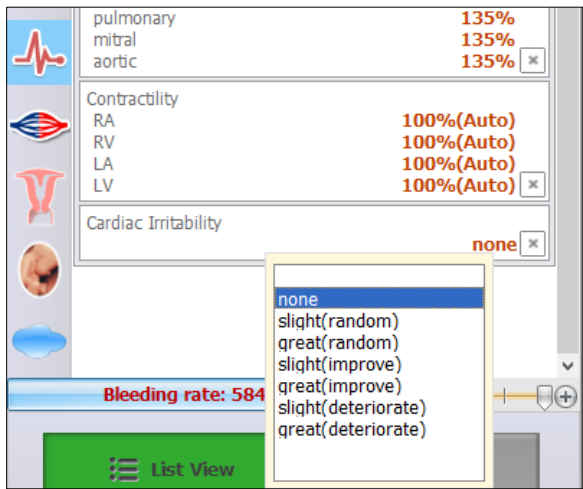 pulmonary 135%
mitral 135%
aortic 135%
Contractility
RA 100%(Auto)
RV 100%(Auto)
LA 100%(Auto)
LV 100%(Auto)
Cardiac Irritability
none
none
slight(random)
great(random)
slight(improve)
great(improve)
slight(deteriorate)
great(deteriorate)
Bleeding rate: 584
List View